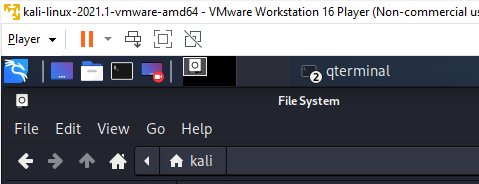 kali-linux-2021.1-vmware-amd64 - VMware Workstation 16 Player (Non-commercial us
Player
2 qterminal
File System
File Edit View Go Help
kali